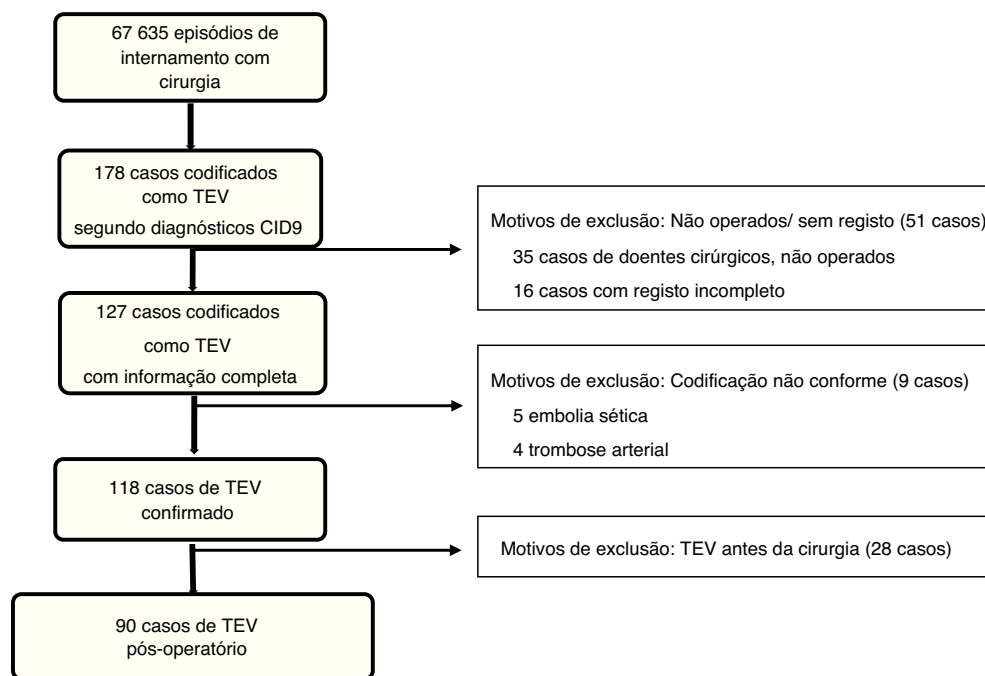 67 635 episódios de
internamento com
cirurgia
178 casos codificados
como TEV
segundo diagnósticos CID9
Motivos de exclusão: Não operados/ sem registo (51 casos)
35 casos de doentes cirúrgicos, não operados
16 casos com registo incompleto
127 casos codificados
como TEV
com informação completa
Motivos de exclusão: Codificação não conforme (9 casos)
5 embolia sética
4 trombose arterial
118 casos de TEV
confirmado
Motivos de exclusão: TEV antes da cirurgia (28 casos)
90 casos de TEV
pós-operatório